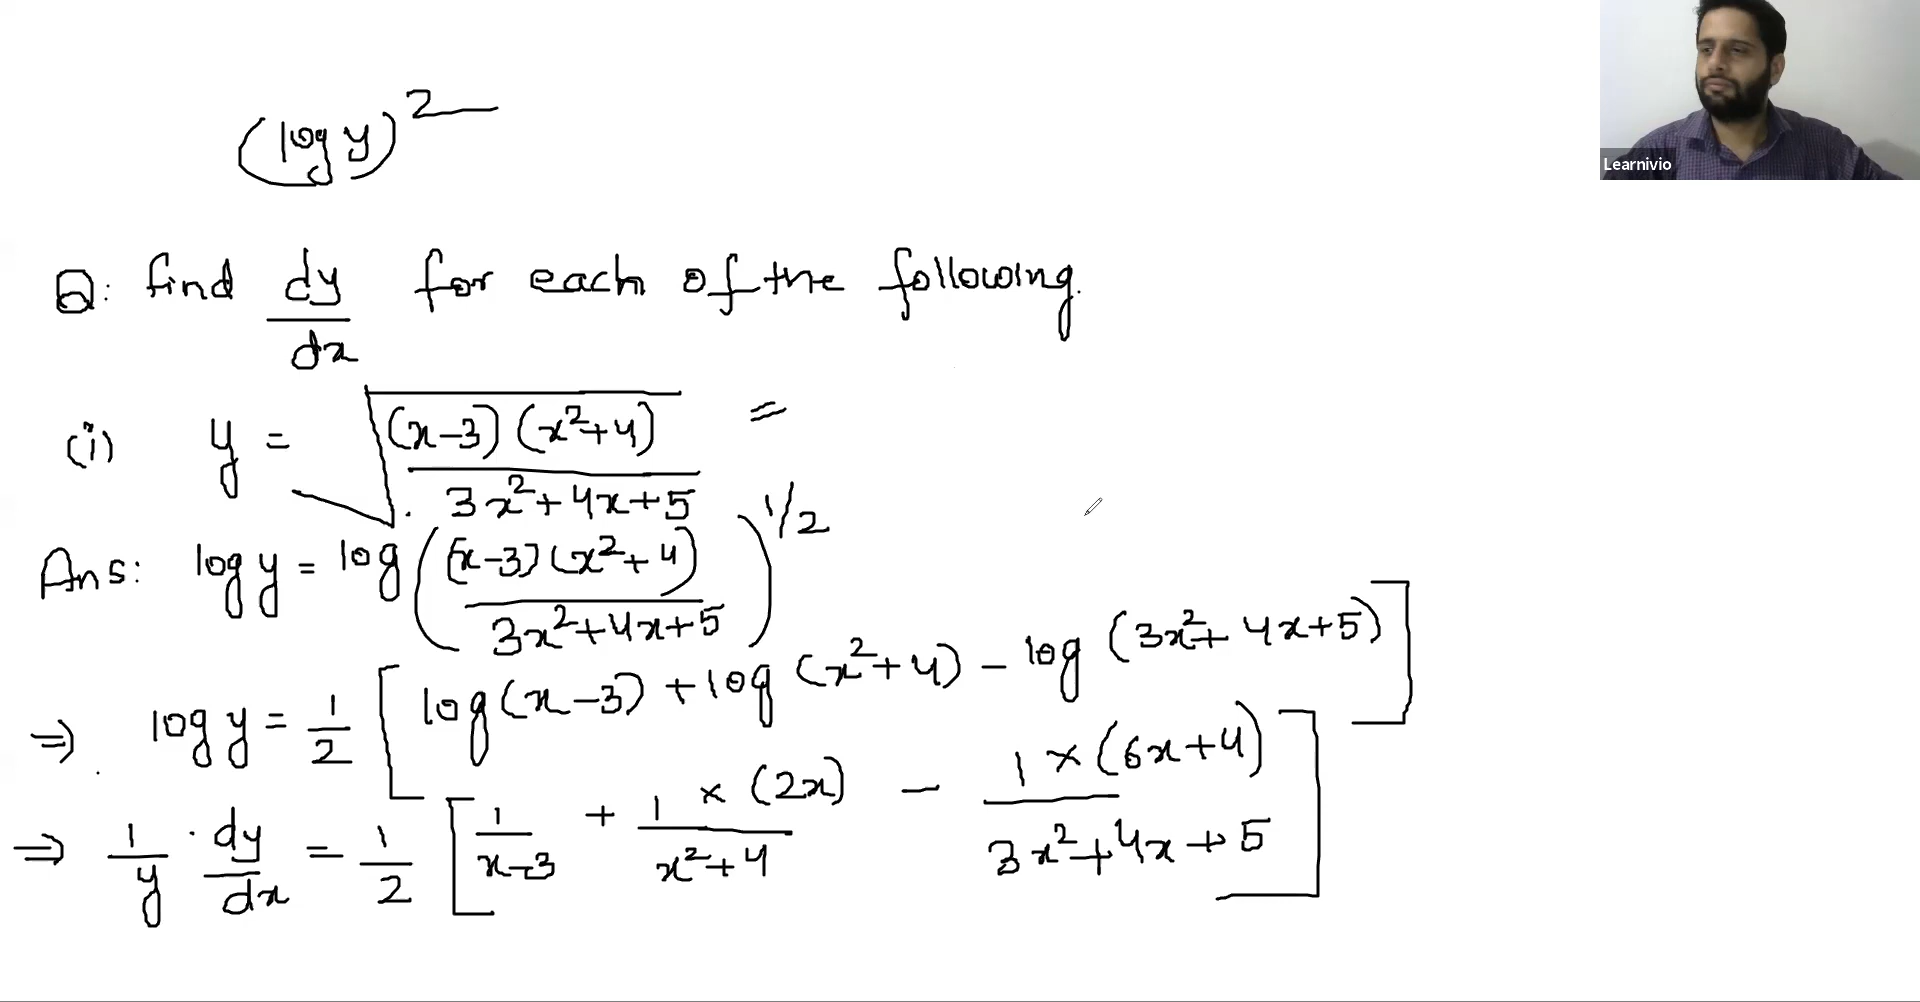 (log y)²
Learnivio
Q: find dy/dx for each of the following.
(i) y = √((x-3)(x²+4)/(3x²+4x+5)) =
Ans: log y = log((x-3)(x²+4)/(3x²+4x+5))^1/2
⇒ log y = 1/2 [log(x-3) + log(x²+4) - log(3x²+4x+5)]
⇒ 1/y · dy/dx = 1/2 [1/(x-3) + 1/(x²+4) × (2x) - 1 × (6x+4)/(3x²+4x+5)]